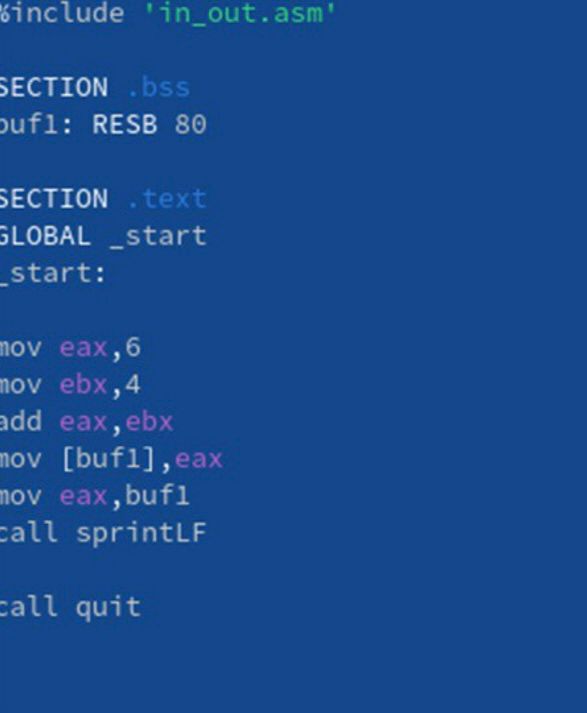 %include 'in_out.asm'
SECTION .bss
buf1: RESB 80
SECTION .text
GLOBAL _start
_start:
mov eax,6
mov ebx,4
add eax,ebx
mov [buf1],eax
mov eax,buf1
call sprintLF
call quit